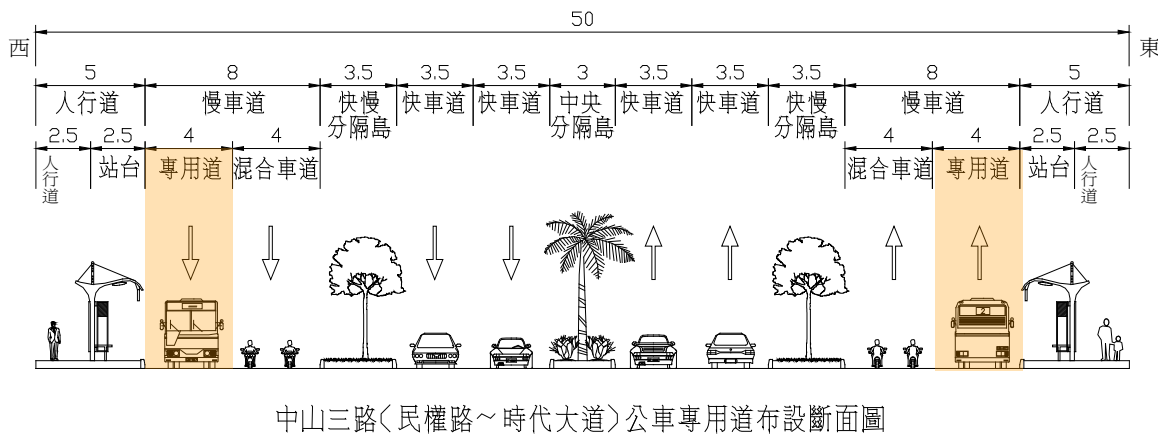 50
西
東
5 8 3.5 3.5 3.5 3 3.5 3.5 3.5 8 5
人行道 慢車道 快慢分隔島 快車道 快車道 中央分隔島 快車道 快車道 快慢分隔島 慢車道 人行道
2.5 2.5 4 4 4 4 2.5 2.5
人行道 站台 專用道 混合車道 混合車道 專用道 站台 人行道
2
中山三路(民權路～時代大道)公車專用道布設斷面圖